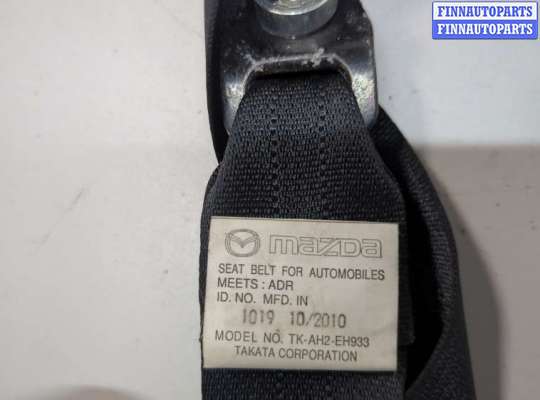 FINNAUTOPARTS
FINNAUTOPARTS
mazda
SEAT BELT FOR AUTOMOBILES
MEETS : ADR
ID. NO. MFD. IN
1019 10/2010
MODEL NO. TK-AH2-EH933
TAKATA CORPORATION